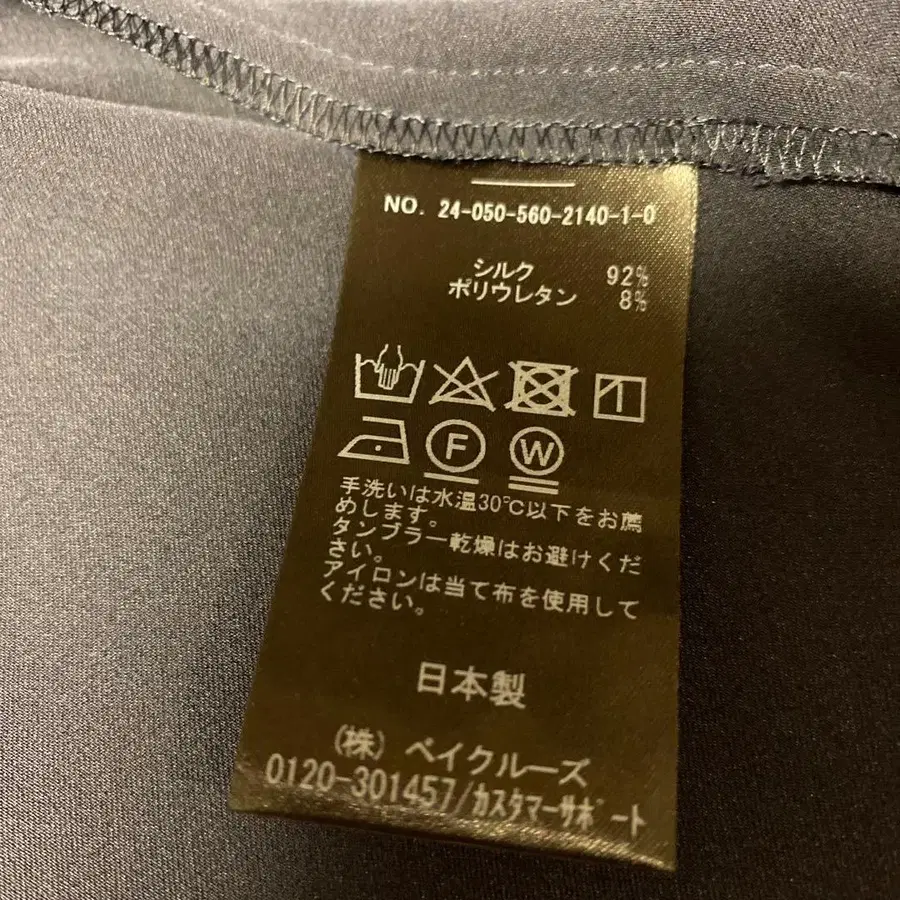 NO. 24-050-560-2140-1-0
シルク 92%
ポリウレタン 8%
F W
手洗いは水温30℃以下をお薦
めします。
タンブラー乾燥はお避けくだ
さい。
アイロンは当て布を使用して
ください。
日本製
(株) ベイクルーズ
0120-301457/カスタマーサポート